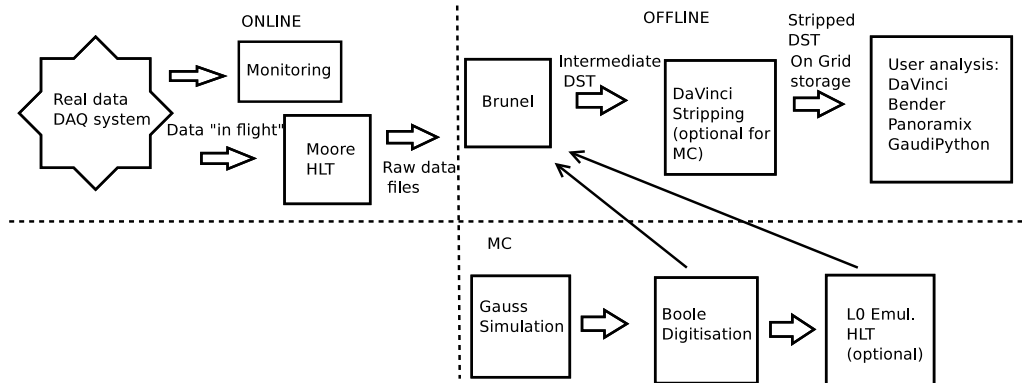 ONLINE
OFFLINE
Real data
DAQ system
Monitoring
Data "in flight"
Moore
HLT
Raw data
files
Brunel
Intermediate
DST
DaVinci
Stripping
(optional for
MC)
Stripped
DST
On Grid
storage
User analysis:
DaVinci
Bender
Panoramix
GaudiPython
MC
Gauss
Simulation
Boole
Digitisation
L0 Emul.
HLT
(optional)